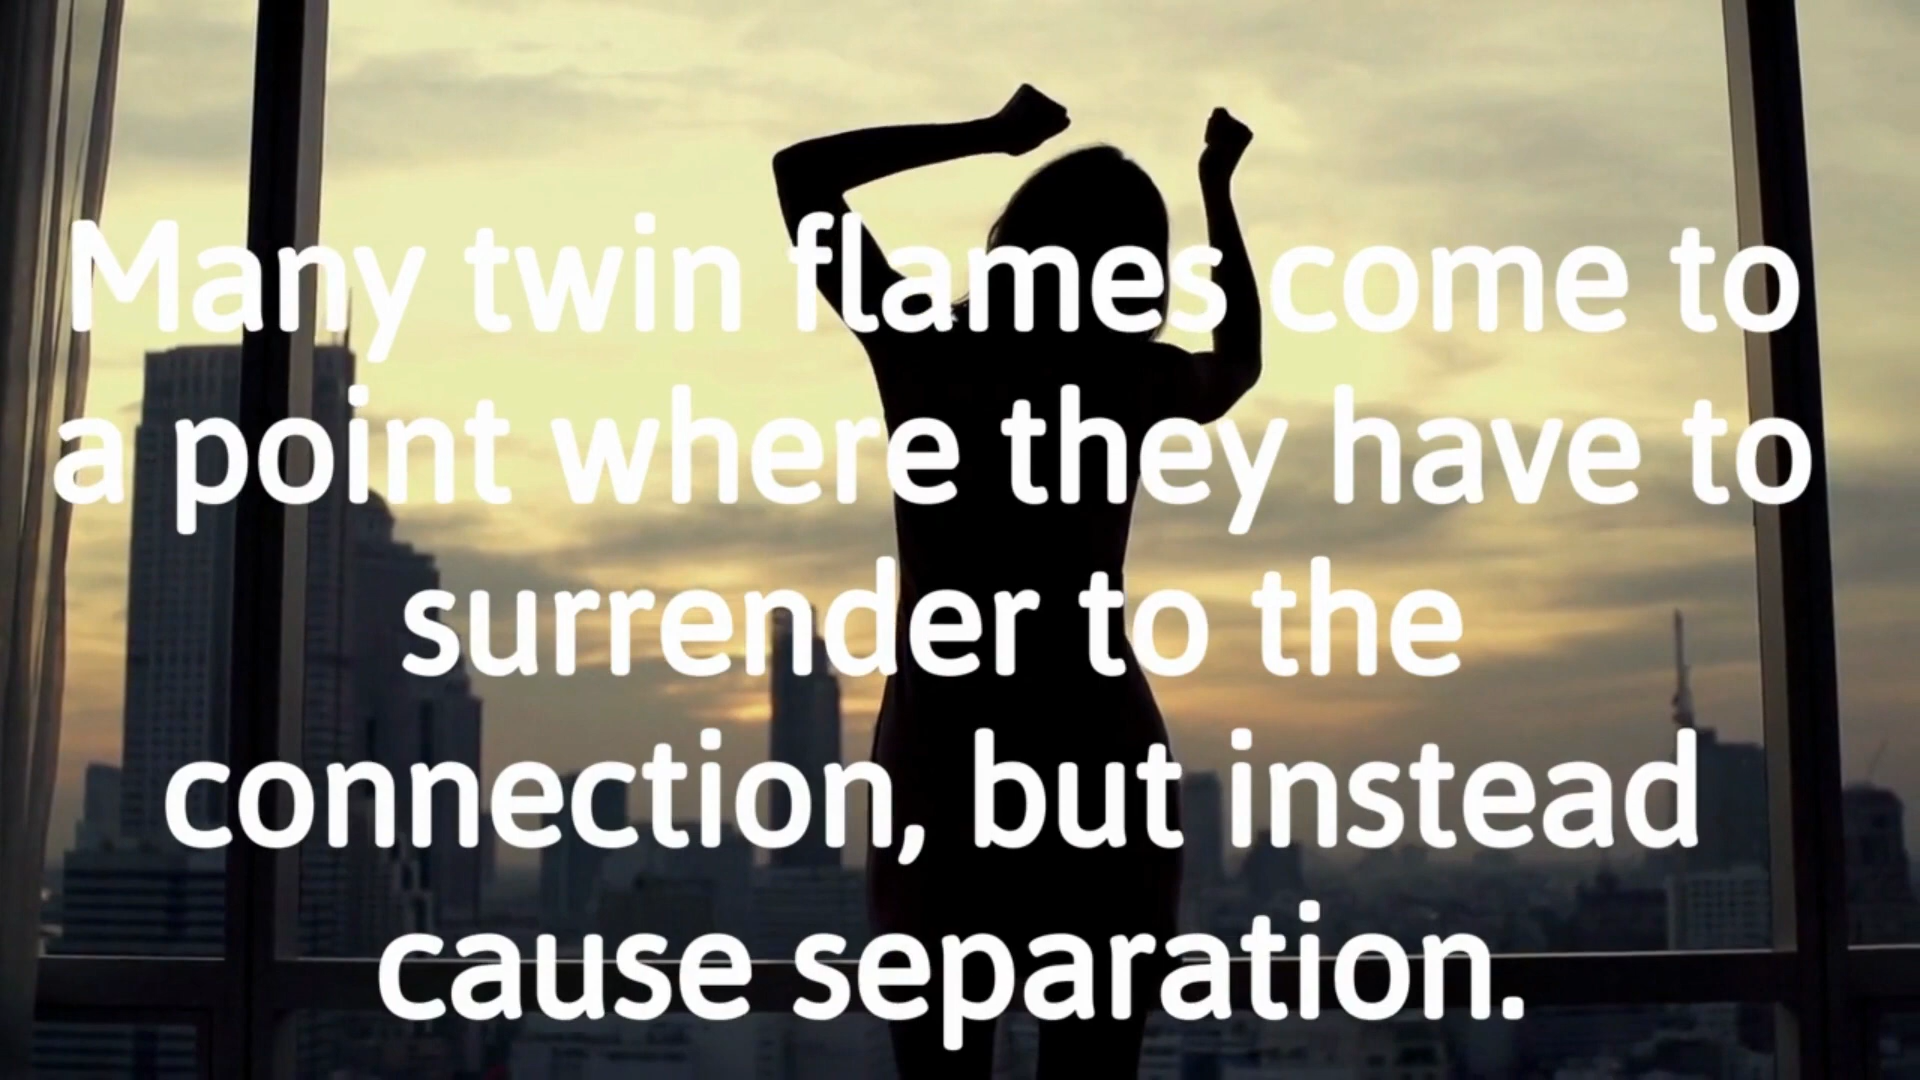 Many twin flames come to
a point where they have to
surrender to the
connection, but instead
cause separation.